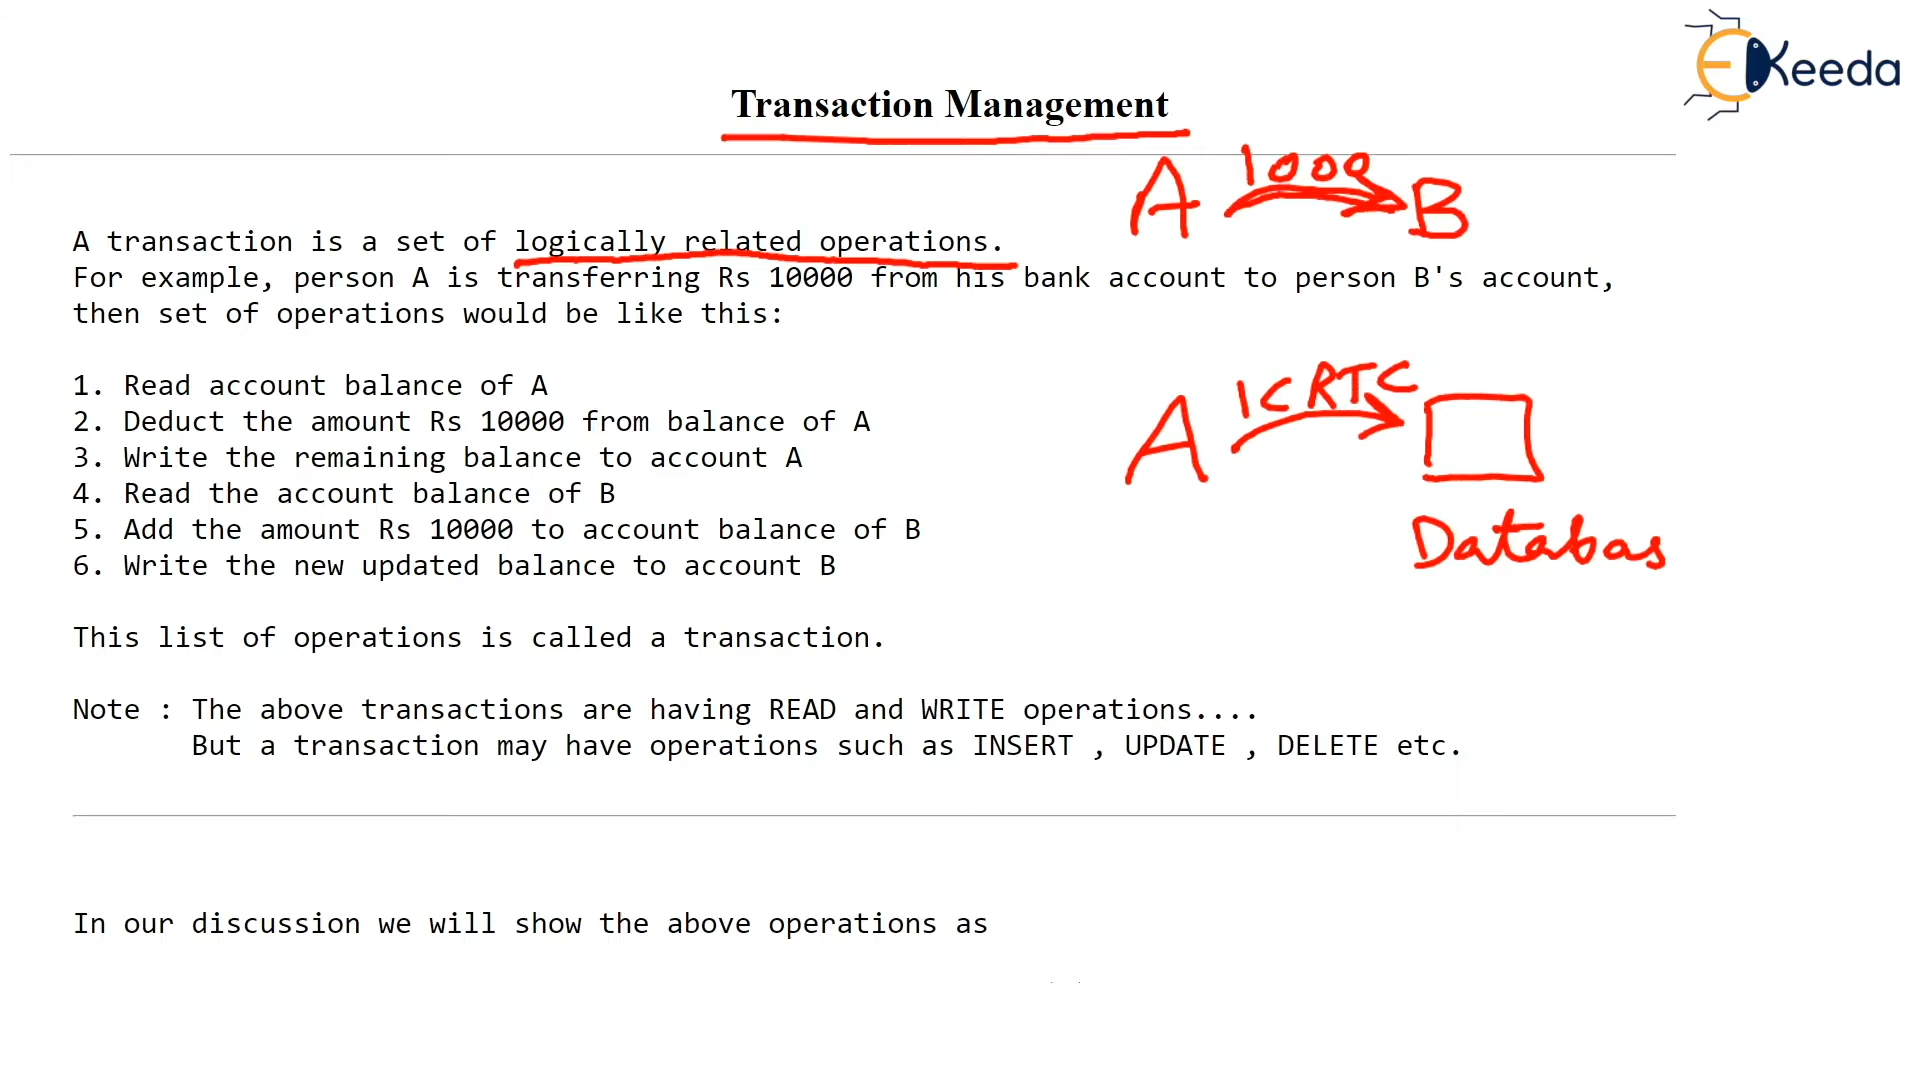 EKeeda
Transaction Management
A 1000 B
A transaction is a set of logically related operations.
For example, person A is transferring Rs 10000 from his bank account to person B's account,
then set of operations would be like this:
A IRCTC
1. Read account balance of A
2. Deduct the amount Rs 10000 from balance of A
3. Write the remaining balance to account A
4. Read the account balance of B
5. Add the amount Rs 10000 to account balance of B
6. Write the new updated balance to account B
Databas
This list of operations is called a transaction.
Note : The above transactions are having READ and WRITE operations....
But a transaction may have operations such as INSERT , UPDATE , DELETE etc.
In our discussion we will show the above operations as